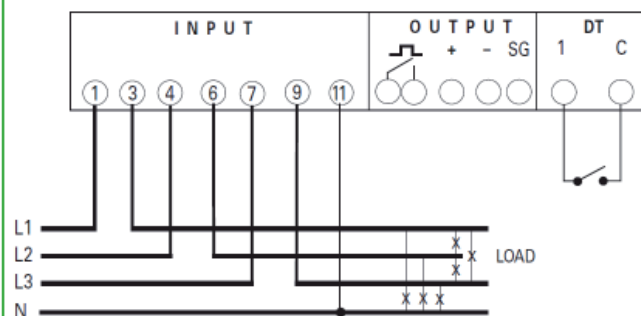 INPUT
OUTPUT
DT
+ - SG
1 C
1 3 4 6 7 9 11
L1
L2
L3
N
LOAD
x x x
x x x